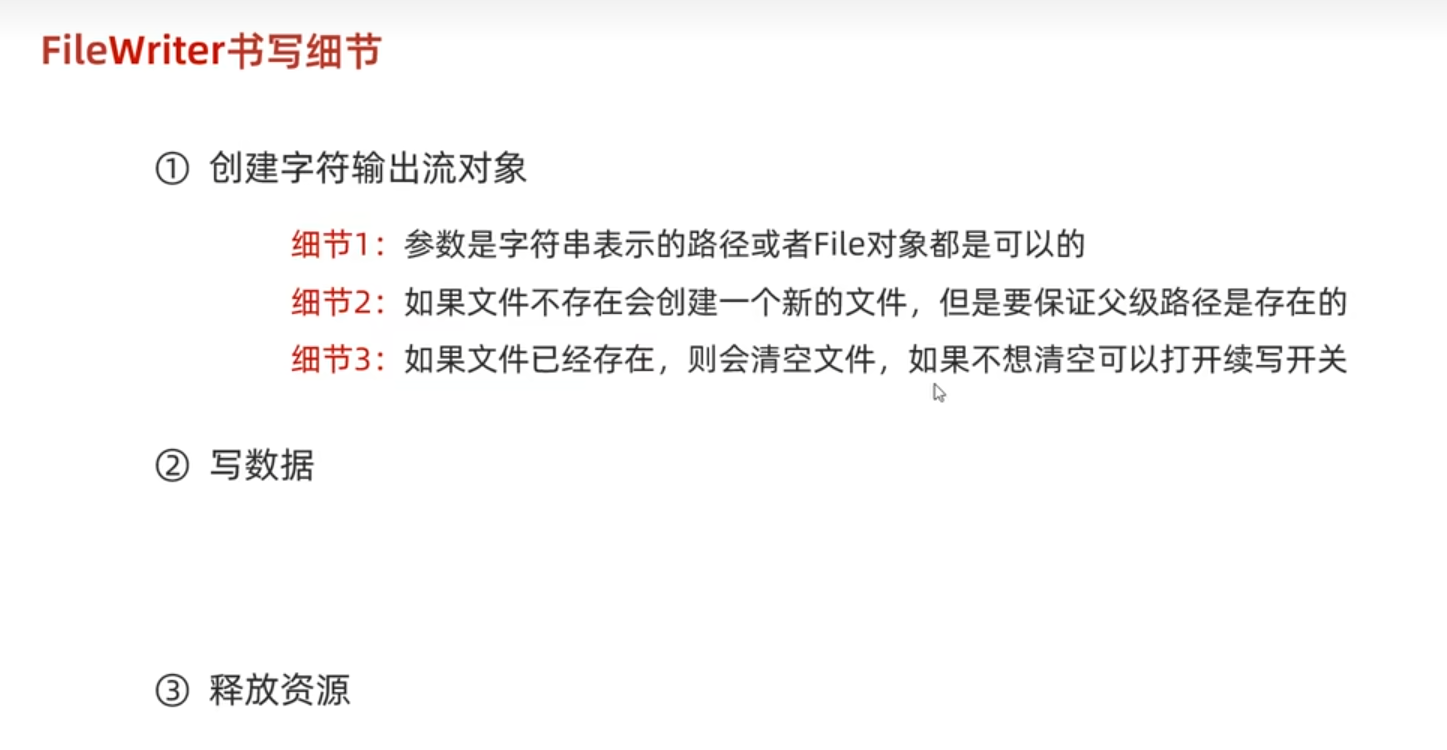 FileWriter书写细节
① 创建字符输出流对象
细节1：参数是字符串表示的路径或者File对象都是可以的
细节2：如果文件不存在会创建一个新的文件，但是要保证父级路径是存在的
细节3：如果文件已经存在，则会清空文件，如果不想清空可以打开续写开关
② 写数据
③ 释放资源